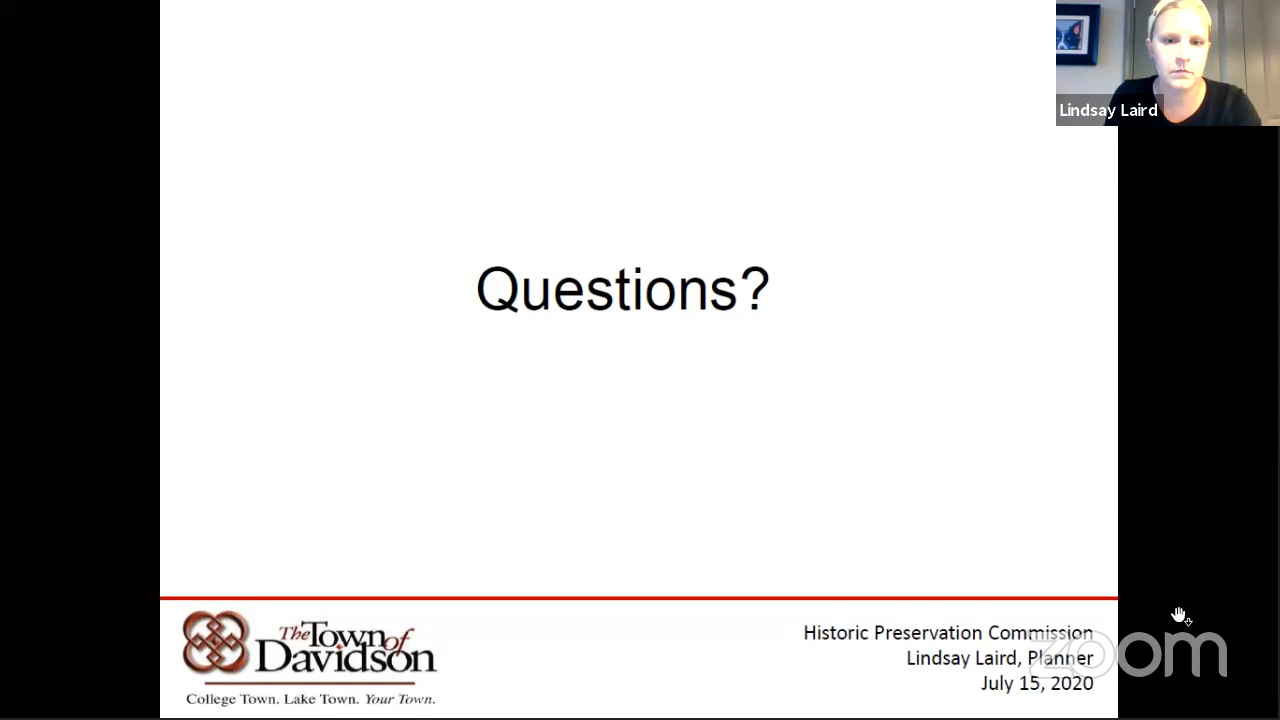 Lindsay Laird
Questions?
The Town of
Davidson
College Town. Lake Town. Your Town.
Historic Preservation Commission
Lindsay Laird, Planner
July 15, 2020
zoom